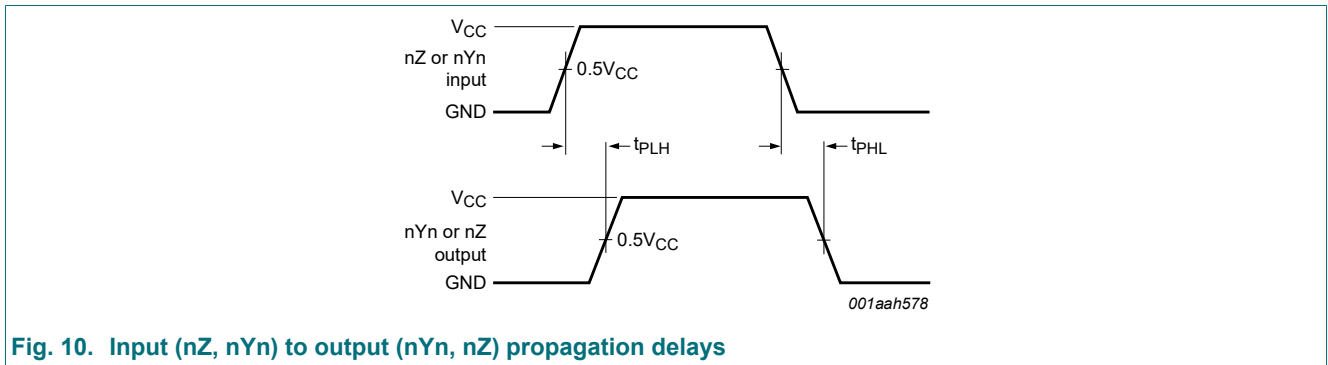 VCC
nZ or nYn
input
0.5VCC
GND
tPLH
tPHL
VCC
nYn or nZ
output
0.5VCC
GND
001aah578
Fig. 10. Input (nZ, nYn) to output (nYn, nZ) propagation delays